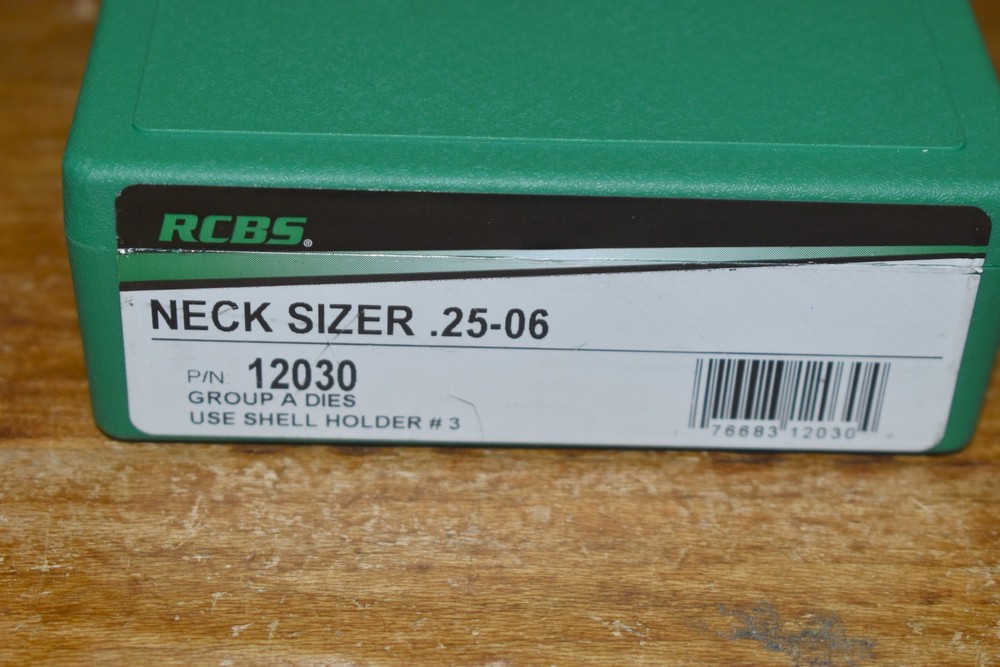 RCBS®
NECK SIZER .25-06
P/N. 12030
GROUP A DIES
USE SHELL HOLDER # 3
76683 12030